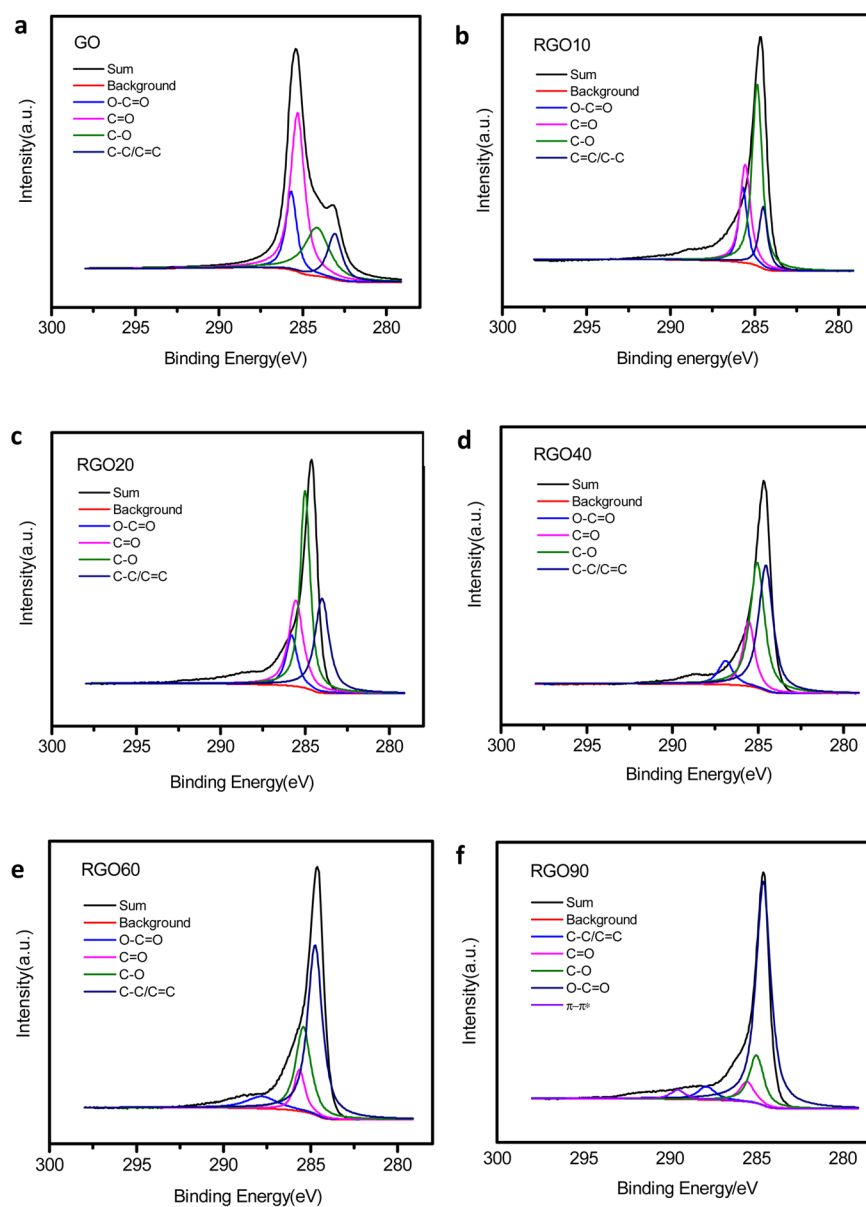 a
GO
Sum
Background
O-C=O
C=O
C-O
C-C/C=C
Intensity(a.u.)
300 295 290 285 280
Binding Energy(eV)
b
RGO10
Sum
Background
O-C=O
C=O
C-O
C=C/C-C
Intensity(a.u.)
300 295 290 285 280
Binding energy(eV)
c
RGO20
Sum
Background
O-C=O
C=O
C-O
C-C/C=C
Intensity(a.u.)
300 295 290 285 280
Binding Energy(eV)
d
RGO40
Sum
Background
O-C=O
C=O
C-O
C-C/C=C
Intensity(a.u.)
300 295 290 285 280
Binding Energy(eV)
e
RGO60
Sum
Background
O-C=O
C=O
C-O
C-C/C=C
Intensity(a.u.)
300 295 290 285 280
Binding Energy(eV)
f
RGO90
Sum
Background
C-C/C=C
C=O
C-O
O-C=O
π−π*
Intensity(a.u.)
300 295 290 285 280
Binding Energy/eV